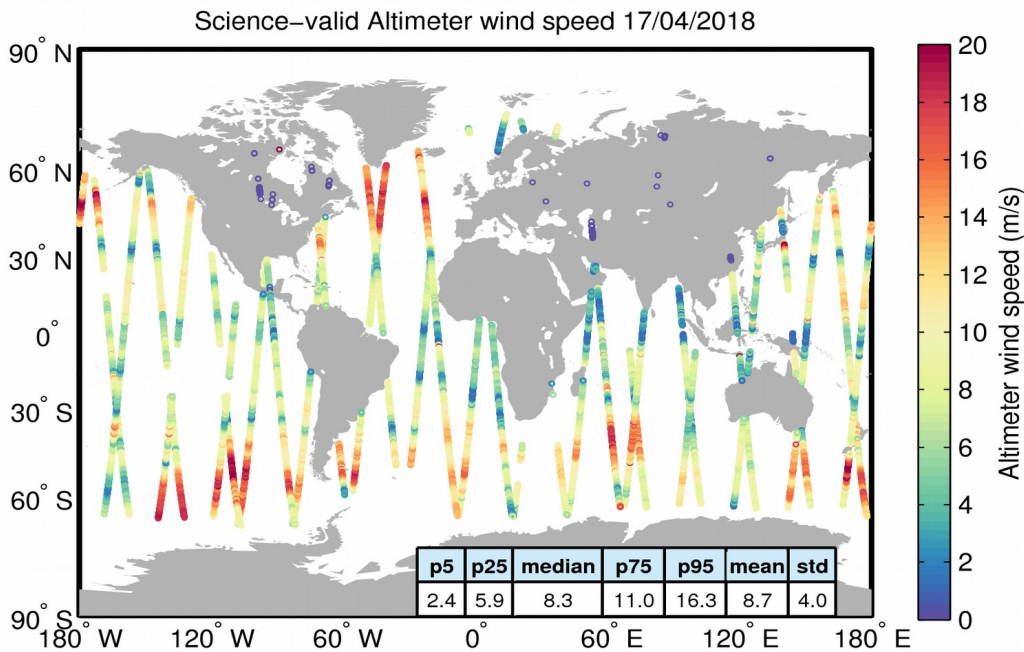 Science−valid Altimeter wind speed 17/04/2018
90° N
60° N
30° N
0°
30° S
60° S
90° S
180° W
120° W
60° W
0°
60° E
120° E
180° E
p5 p25 median p75 p95 mean std
2.4 5.9 8.3 11.0 16.3 8.7 4.0
20
18
16
14
12
10
8
6
4
2
0
Altimeter wind speed (m/s)